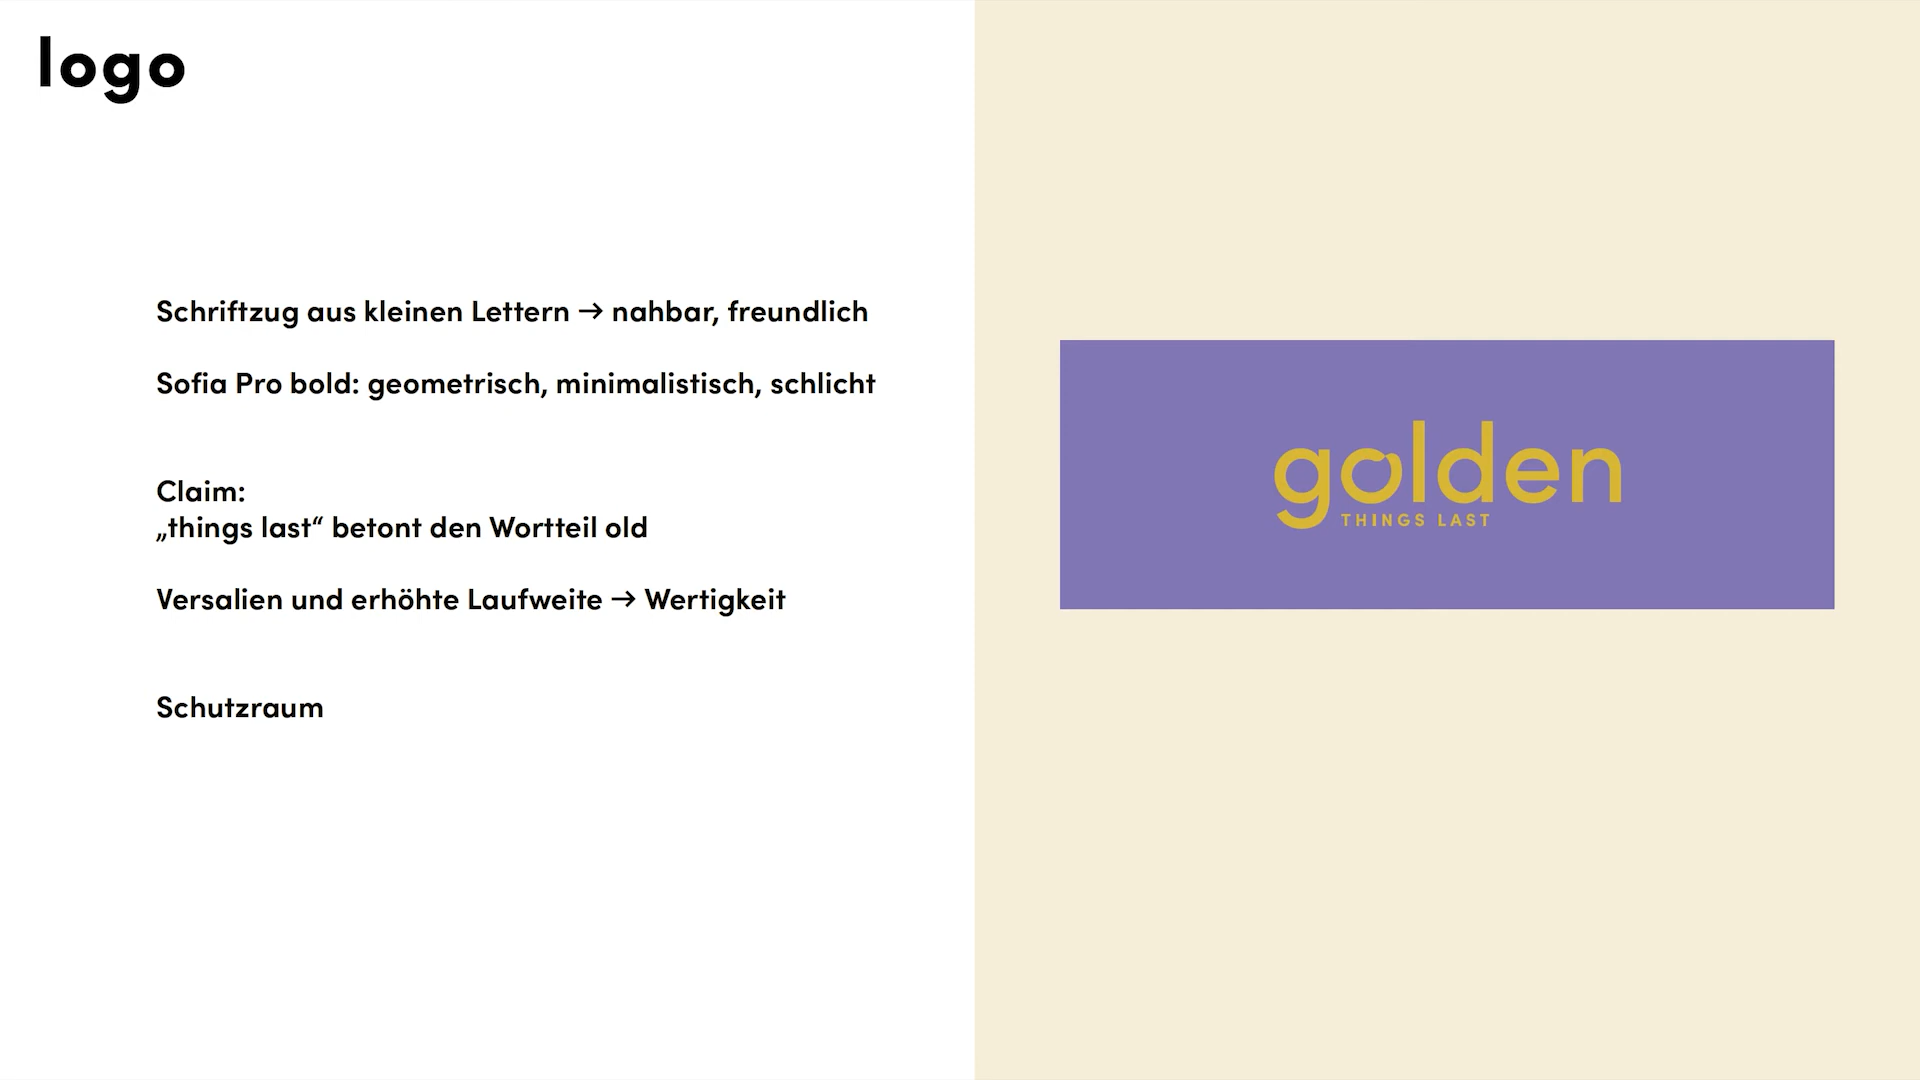 logo
Schriftzug aus kleinen Lettern → nahbar, freundlich
Sofia Pro bold: geometrisch, minimalistisch, schlicht
Claim:
„things last“ betont den Wortteil old
Versalien und erhöhte Laufweite → Wertigkeit
Schutzraum
golden
THINGS LAST